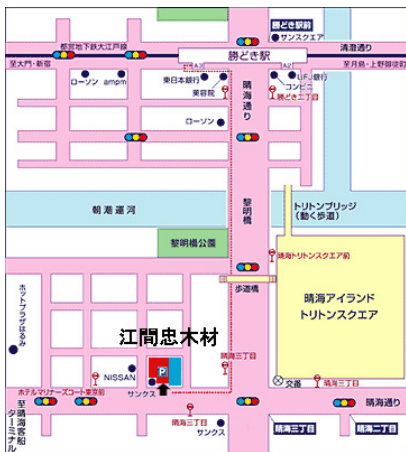 勝どき駅前
サンスクエア
都営地下鉄大江戸線
勝どき駅
清澄通り
至大門・新宿
至月島・上野御徒町
A3
A2
ローソン
ampm
東日本銀行
美容院
UFJ銀行
コンビニ
勝どき二丁目
晴海通り
ローソン
朝潮運河
黎明橋
トリトンブリッジ
(動く歩道)
黎明橋公園
晴海トリトンスクエア前
歩道橋
晴海アイランド
トリトンスクエア
ホットプラザはるみ
江間忠木材
P
NISSAN
サンクス
晴海三丁目
交番
晴海三丁目
ホテルマリナーズコート東京前
至晴海客船
ターミナル
晴海三丁目
サンクス
晴海通り
晴海三丁目
晴海二丁目